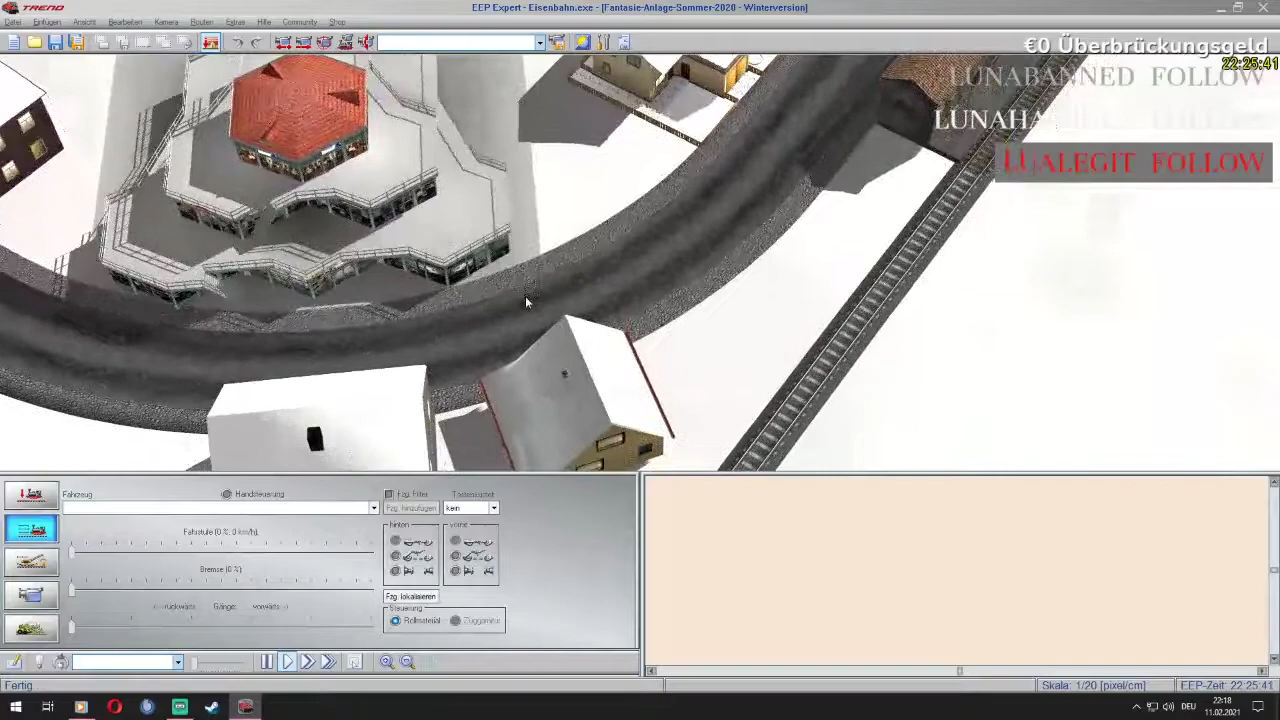 TREND
EEP Expert - Eisenbahn.exe - [Fantasie-Anlage-Sommer-2020 - Winterversion)
Datei Einfügen Ansicht Bearbeiten Kamera Routen Extras Hilfe Community Shop
€0 Überbrückungsgeld
22:25:41
LUNABANNED FOLLOW
LUNAHA
ALEGIT FOLLOW
Fahrzeug
Handsteuerung
Fzg. Filter
Tastenkürzel
Fzg. hinzufügen
kein
Fahrstufe (0 %, 0 km/h)
hinten
vorne
Bremse (0 %)
Fzg. lokalisieren
rückwärts Gänge: vorwärts
Steuerung
Rollmaterial
Zugganitur
Fertig
Skala: 1/20 [pixel/cm]
EEP-Zeit: 22:25:41
DEU
22:18
11.02.2021